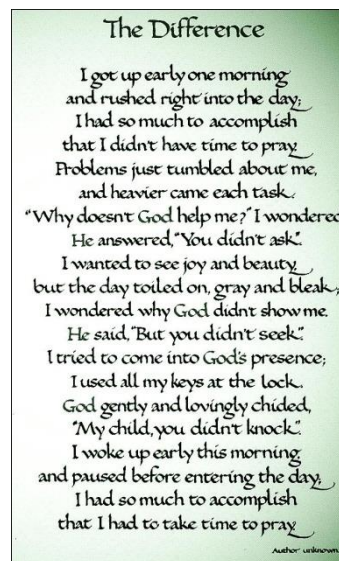 The Difference
I got up early one morning
and rushed right into the day;
I had so much to accomplish
that I didn't have time to pray.
Problems just tumbled about me,
and heavier came each task.
"Why doesn't God help me?" I wondered.
He answered, "You didn't ask."
I wanted to see joy and beauty
but the day toiled on, gray and bleak;
I wondered why God didn't show me.
He said, "But you didn't seek."
I tried to come into God's presence;
I used all my keys at the lock.
God gently and lovingly chided,
"My child, you didn't knock."
I woke up early this morning
and paused before entering the day;
I had so much to accomplish
that I had to take time to pray.
Author unknown